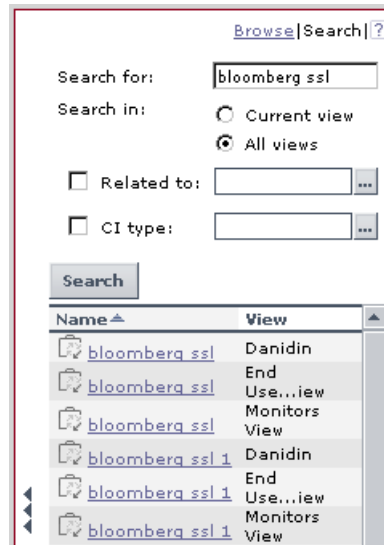 Browse|Search|?
Search for: bloomberg ssl
Search in: Current view
All views
Related to: ...
CI type: ...
Search
Name View
bloomberg ssl Danidin
bloomberg ssl End Use...iew
bloomberg ssl Monitors View
bloomberg ssl 1 Danidin
bloomberg ssl 1 End Use...iew
bloomberg ssl 1 Monitors View